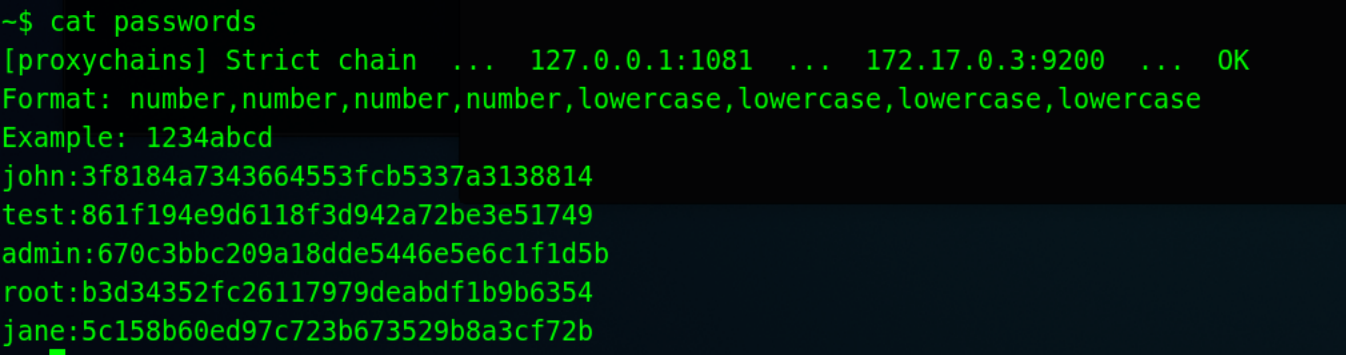 ~$ cat passwords
[proxychains] Strict chain ... 127.0.0.1:1081 ... 172.17.0.3:9200 ... OK
Format: number,number,number,number,lowercase,lowercase,lowercase,lowercase
Example: 1234abcd
john:3f8184a7343664553fcb5337a3138814
test:861f194e9d6118f3d942a72be3e51749
admin:670c3bbc209a18dde5446e5e6c1f1d5b
root:b3d34352fc26117979deabdf1b9b6354
jane:5c158b60ed97c723b673529b8a3cf72b